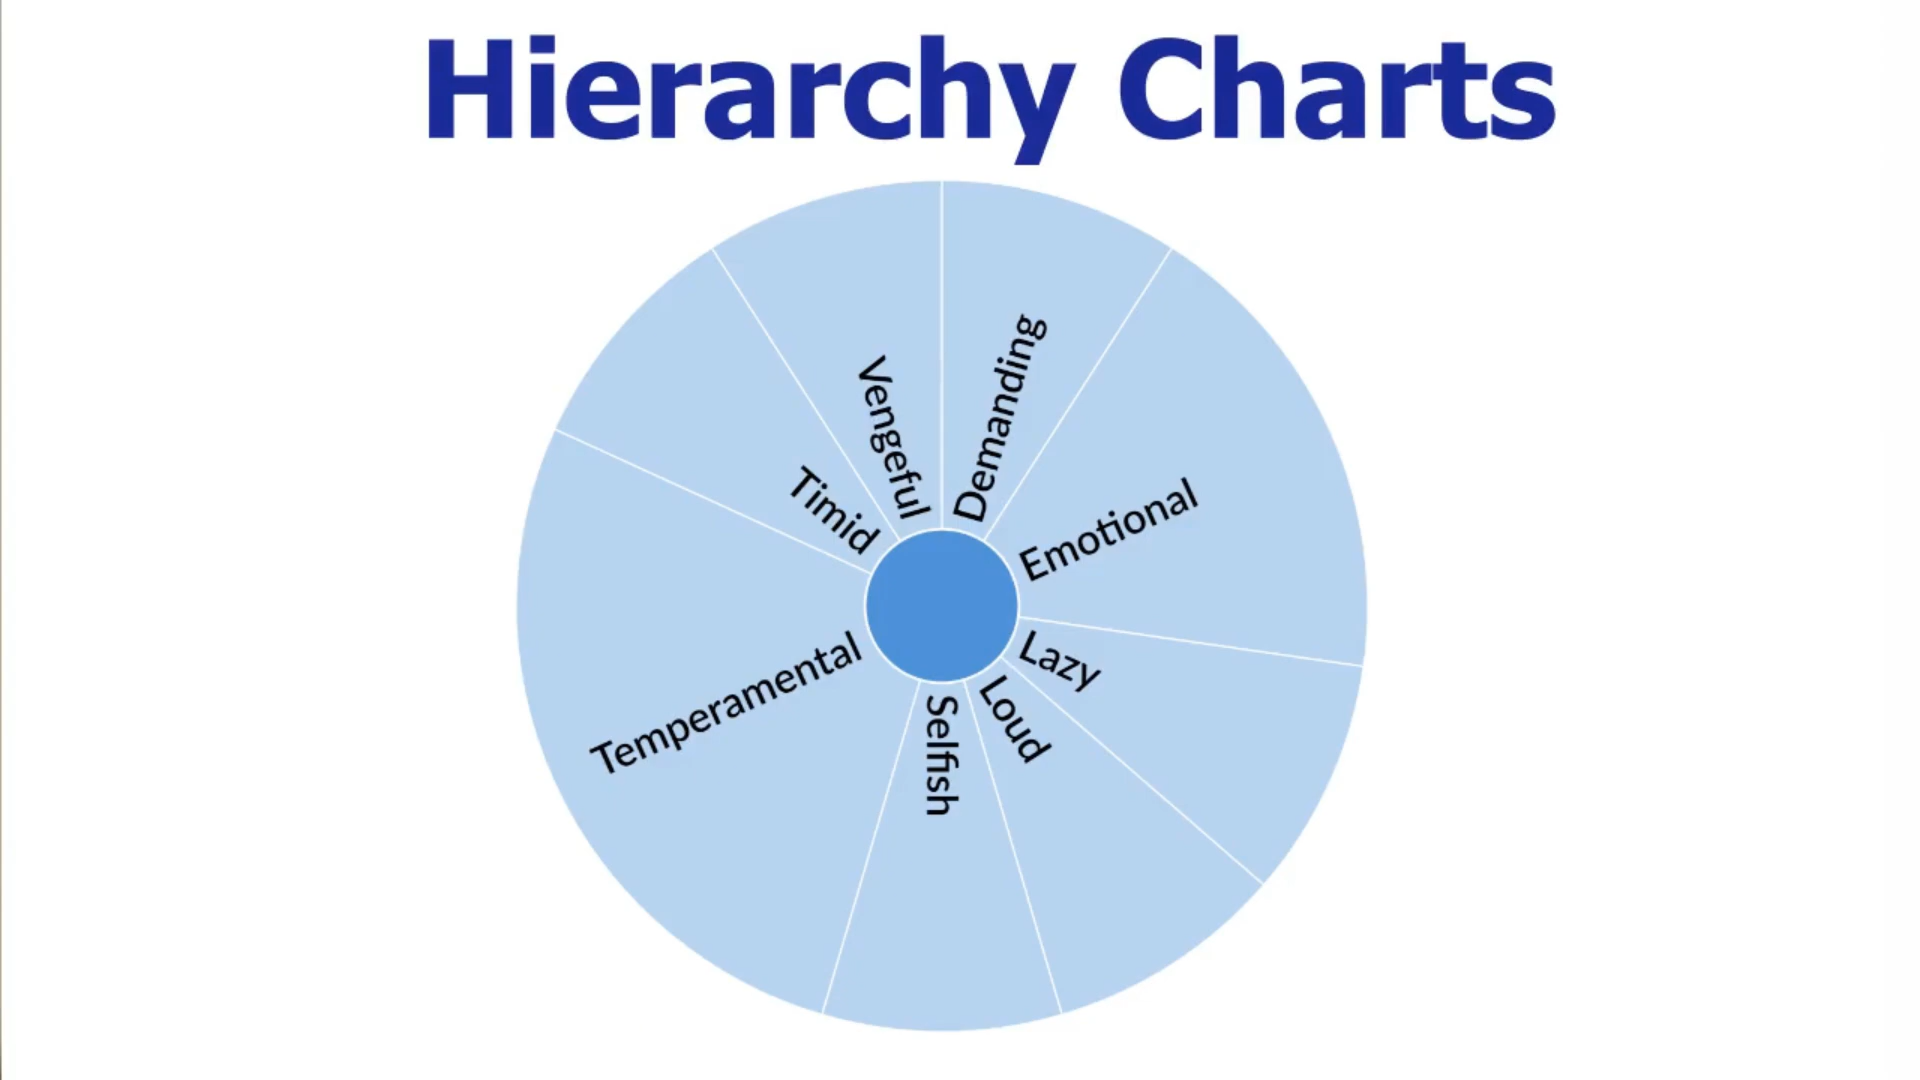 Hierarchy Charts
Demanding
Emotional
Lazy
Loud
Selfish
Temperamental
Timid
Vengeful